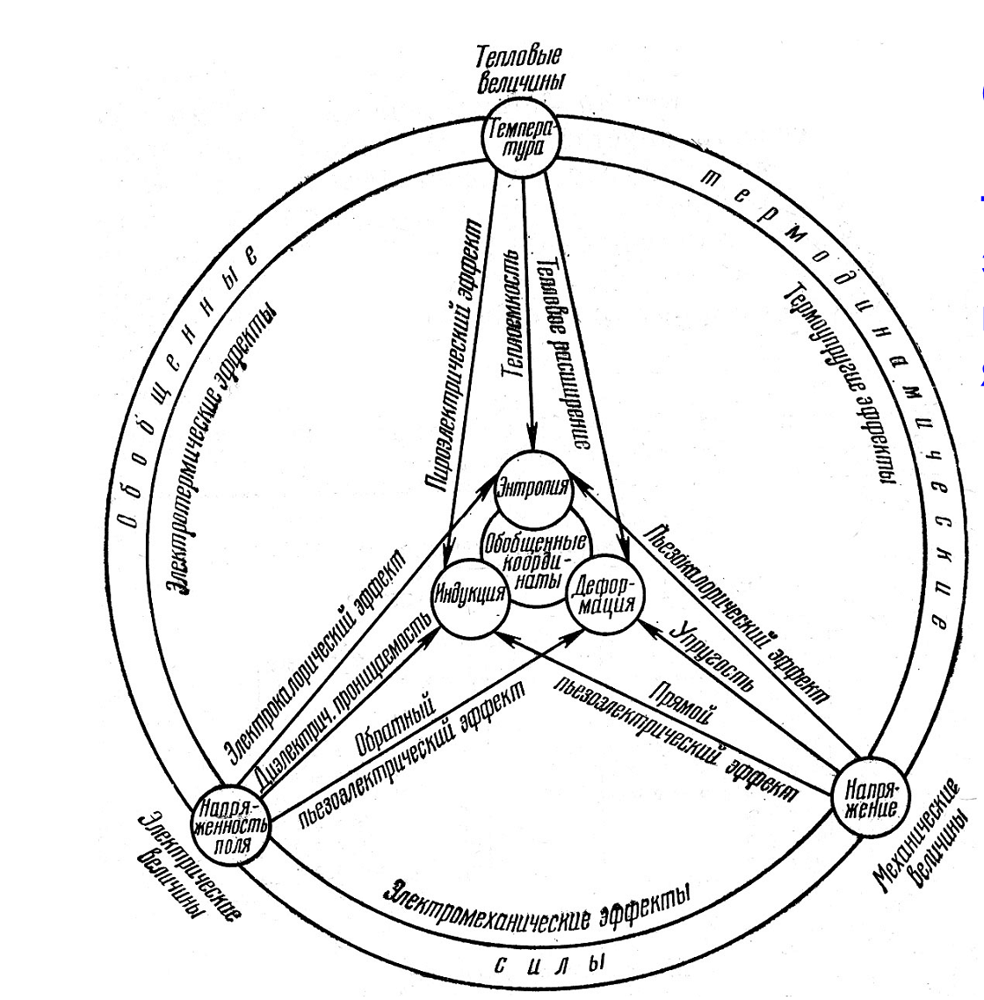 Тепловые
величины
Темпера-
тура
Обобщенные
термодинамические
силы
Электротермические эффекты
Термоупругие эффекты
Электромеханические эффекты
Пироэлектрический эффект
Теплоемкость
Тепловое расширение
Энтропия
Обобщенные
коорди-
наты
Индукция
Дефор-
мация
Электрокалорический эффект
Диэлектрич. проницаемость
Обратный
пьезоэлектрический эффект
Пьезокалорический эффект
Упругость
Прямой
пьезоэлектрический эффект
Напря-
женность
поля
Электрические
величины
Напря-
жение
Механические
величины